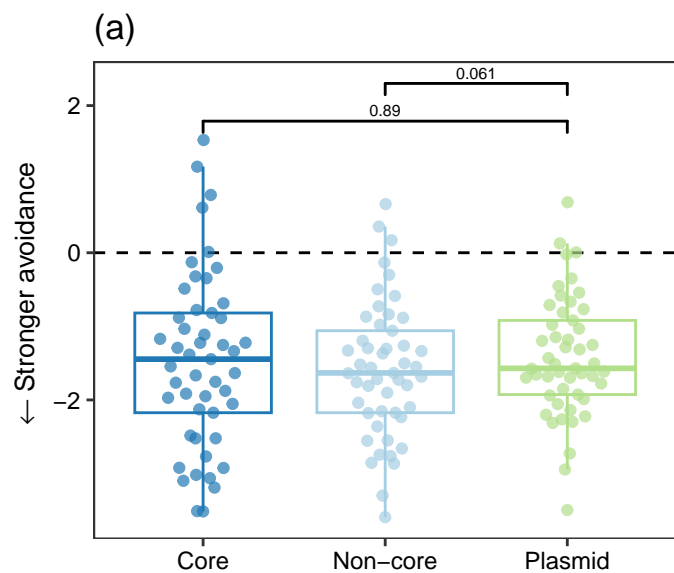 (a)
0.061
0.89
2
0
−2
← Stronger avoidance
Core Non−core Plasmid